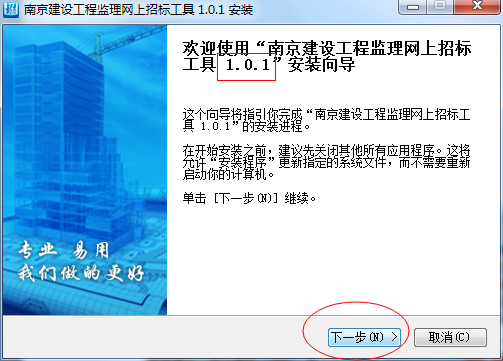 南京建设工程监理网上招标工具 1.0.1 安装
欢迎使用“南京建设工程监理网上招标
工具 1.0.1”安装向导
这个向导将指引你完成“南京建设工程监理网上招标工
具 1.0.1”的安装进程。
在开始安装之前，建议先关闭其他所有应用程序。这将
允许“安装程序”更新指定的系统文件，而不需要重新
启动你的计算机。
单击 [下一步(N)] 继续。
专业 易用
我们做的更好
下一步(N) >
取消(C)